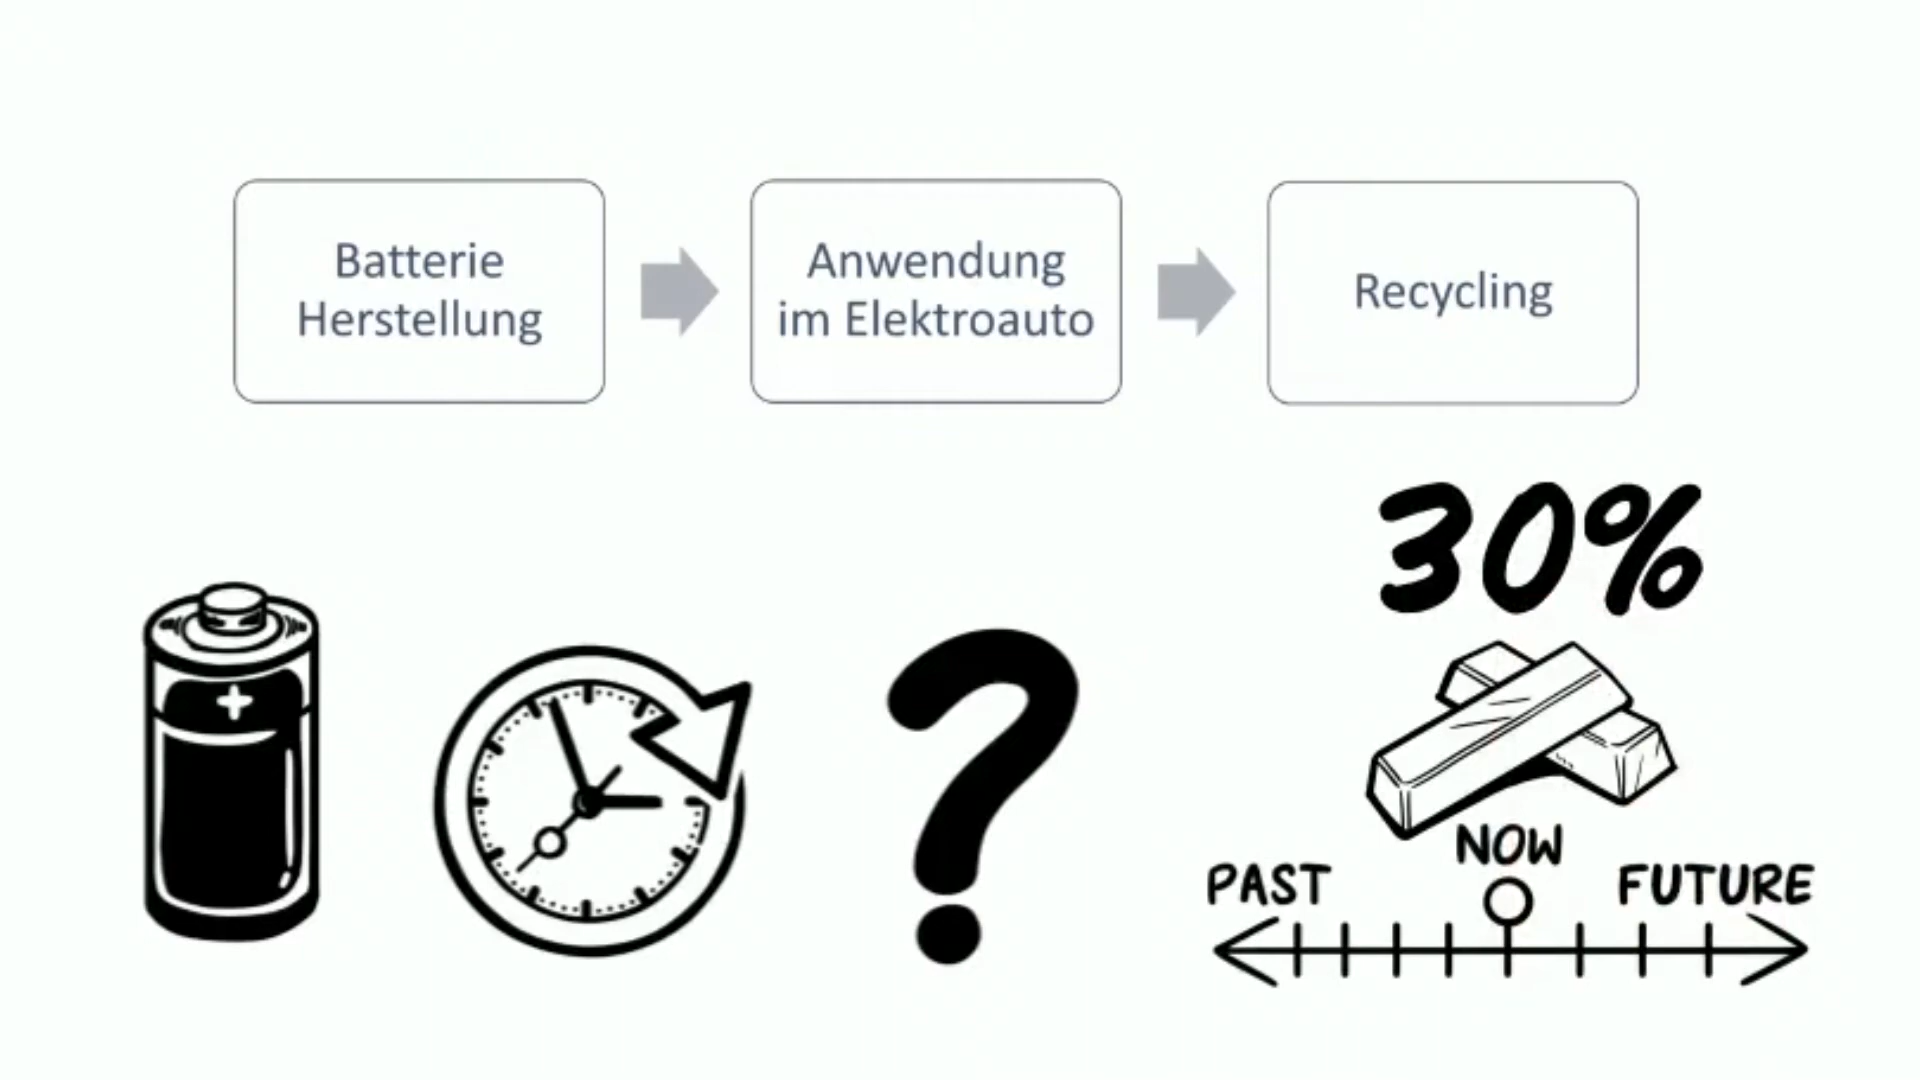 Batterie
Herstellung
Anwendung
im Elektroauto
Recycling
30%
NOW
PAST
FUTURE